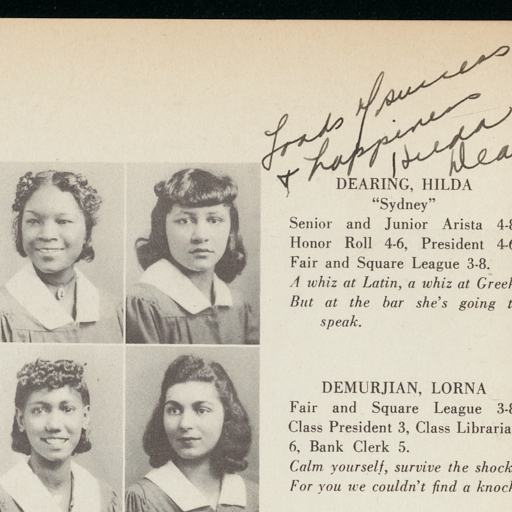 Loads of success
& happiness
Hilda
Dea
DEARING, HILDA
"Sydney"
Senior and Junior Arista 4-8
Honor Roll 4-6, President 4-6
Fair and Square League 3-8.
A whiz at Latin, a whiz at Greek
But at the bar she's going t
speak.
DEMURJIAN, LORNA
Fair and Square League 3-8
Class President 3, Class Libraria
6, Bank Clerk 5.
Calm yourself, survive the shock
For you we couldn't find a knock